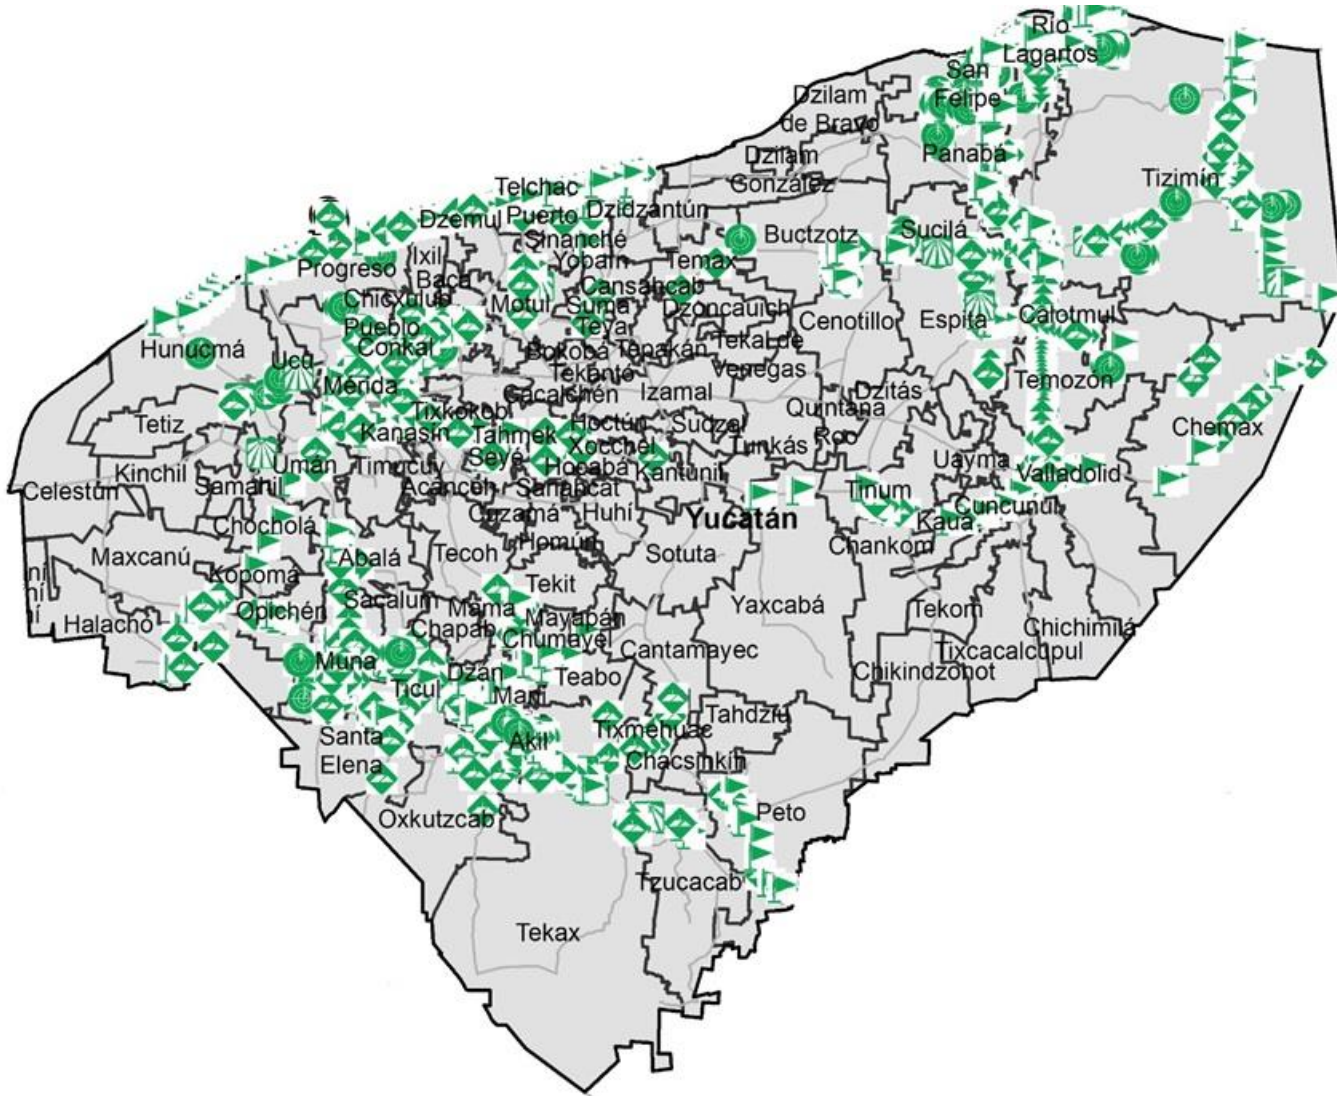 Río
Lagartos
San
Felipe
Dzilam
de Bravo
Panabá
Dzilam
González
Tizimín
Telchac
Puerto
Dzemul
Dzidzantún
Sinanché
Buctzotz
Sucilá
Yobaín
Temax
Ixil
Baca
Progreso
Cansahcab
Motul
Suma
Dzoncauich
Chicxulub
Pueblo
Teya
Cenotillo
Espita
Calotmul
Conkal
Hunucmá
Ucú
Bokobá
Tepakán
Tekal de
Venegas
Tekantó
Mérida
Cacalchén
Izamal
Dzitás
Temozón
Quintana
Roo
Tixkokob
Tetiz
Kanasín
Tahmek
Hoctún
Sudzal
Tunkás
Chemax
Xocchel
Seyé
Umán
Timucuy
Hocabá
Kantunil
Uayma
Valladolid
Kinchil
Samahil
Acanceh
Sanahcat
Tinum
Celestún
Cuncunul
Chocholá
Cuzamá
Huhí
Yucatán
Kaua
Homún
Chankom
Maxcanú
Abalá
Tecoh
Sotuta
Kopomá
Tekit
ní
ní
í
Opichén
Sacalum
Mama
Mayapán
Yaxcabá
Tekom
Halachó
Chapab
Chumayel
Chichimilá
Cantamayec
Tixcacalcupul
Muna
Chikindzonot
Dzán
Teabo
Ticul
Maní
Tahdziú
Santa
Elena
Akil
Tixmehuac
Chacsinkín
Oxkutzcab
Peto
Tzucacab
Tekax